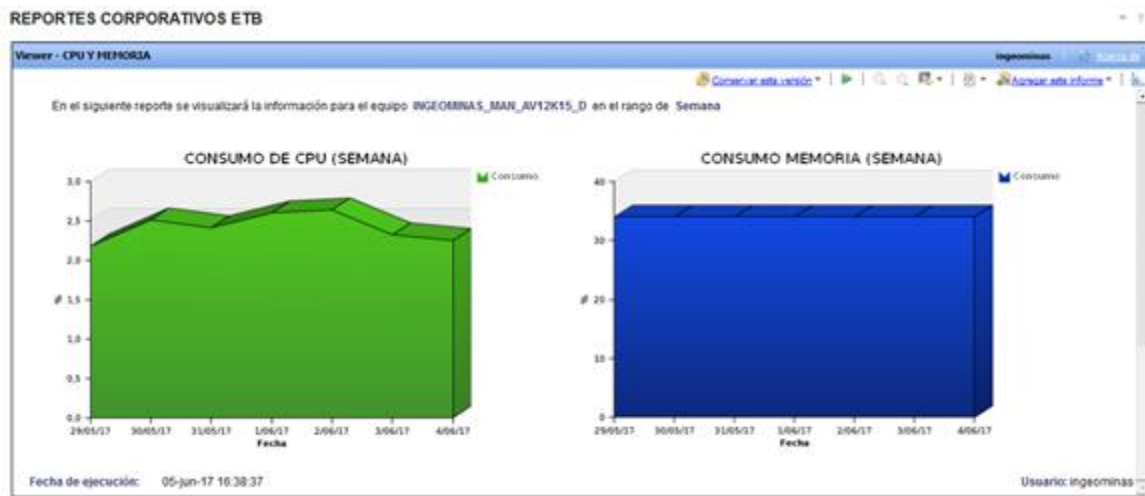 REPORTES CORPORATIVOS ETB
Viewer - CPU Y MEMORIA
ingeominas
Acerca de
Conservar esta versión
Agregar este informe
En el siguiente reporte se visualizará la información para el equipo INGEOMINAS_MAN_AV12K15_D en el rango de Semana
CONSUMO DE CPU (SEMANA)
Consumo
3,0
2,5
2,0
% 1,5
1,0
0,5
0,0
29/05/17 30/05/17 31/05/17 1/06/17 2/06/17 3/06/17 4/06/17
Fecha
CONSUMO MEMORIA (SEMANA)
Consumo
40
30
% 20
10
0
29/05/17 30/05/17 31/05/17 1/06/17 2/06/17 3/06/17 4/06/17
Fecha
Fecha de ejecución: 05-jun-17 16:38:37
Usuario: ingeominas